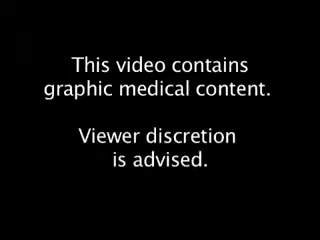 This video contains
graphic medical content.
Viewer discretion
is advised.